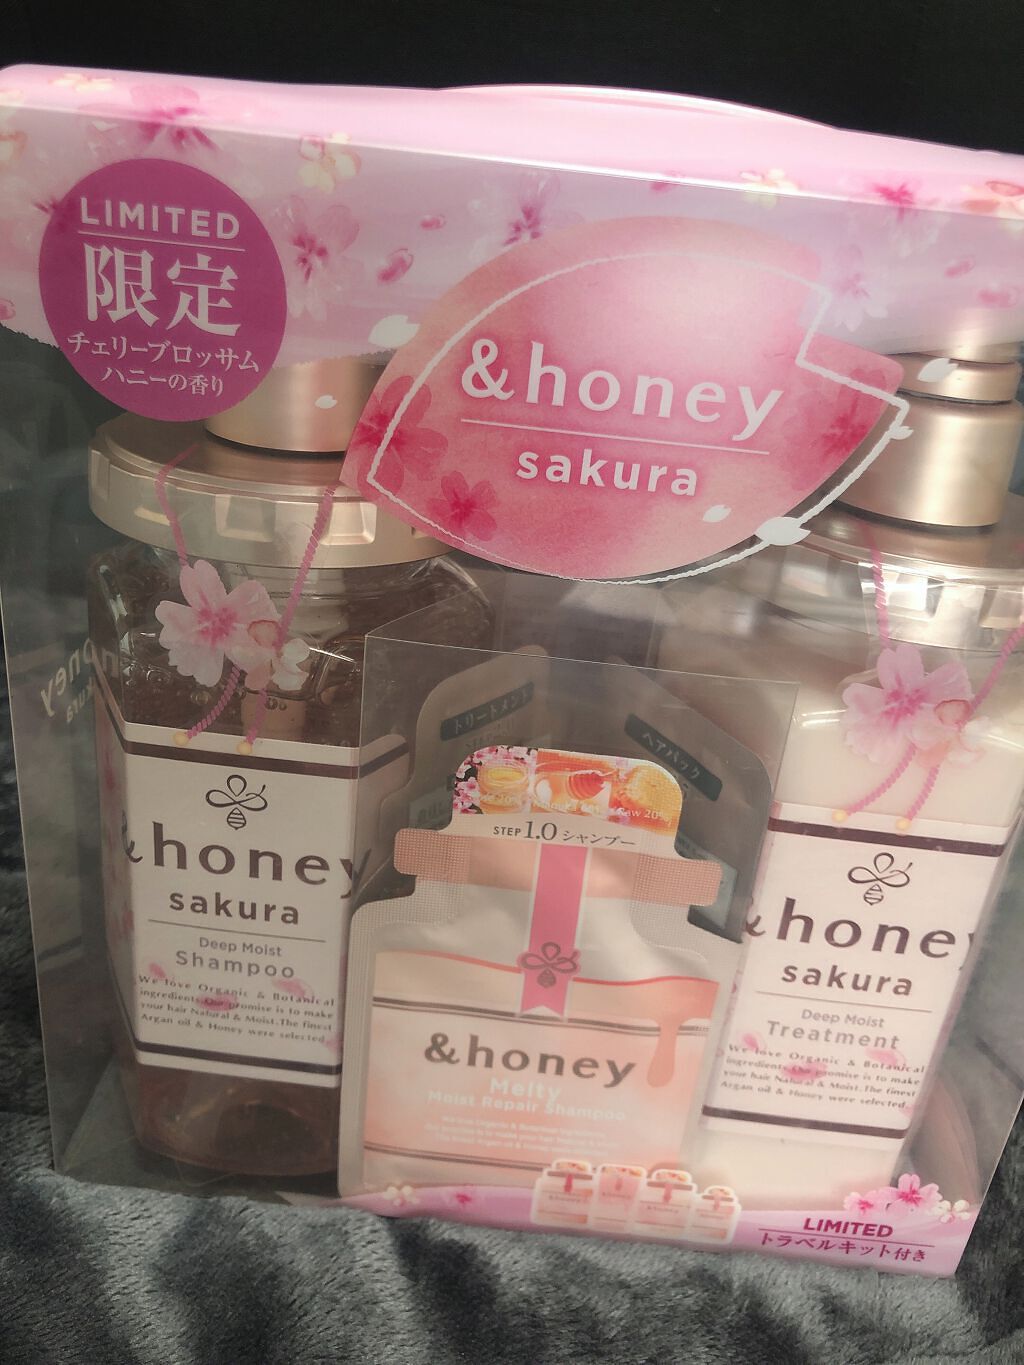 LIMITED
限定
チェリーブロッサム
ハニーの香り
&honey
sakura
&honey
sakura
Deep Moist
Shampoo
We love Organic & Botanical
ingredients. Our promise is to make
your hair Natural & Moist. The finest
Argan oil & Honey were selected.
トリートメント
ヘアパック
STEP 1.0 シャンプー
&honey
Melty
Moist Repair Shampoo
&honey
sakura
Deep Moist
Treatment
We love Organic & Botanical
ingredients. Our promise is to make
your hair Natural & Moist. The finest
Argan oil & Honey were selected.
LIMITED
トラベルキット付き